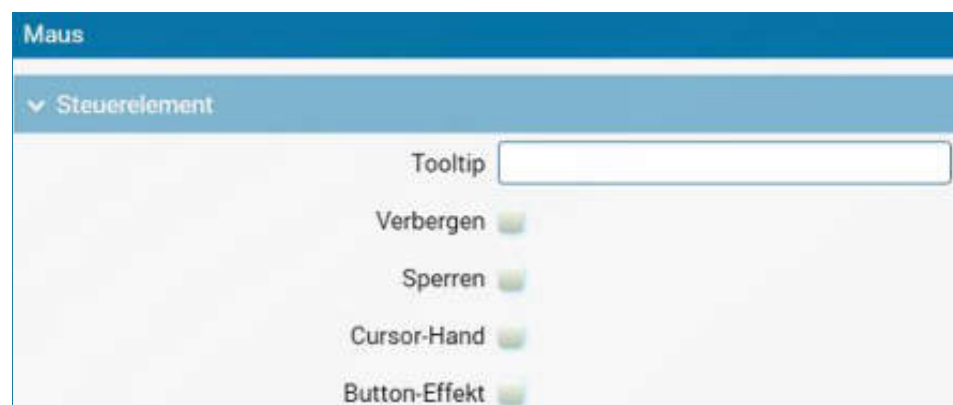 Maus
Steuerelement
Tooltip
Verbergen
Sperren
Cursor-Hand
Button-Effekt